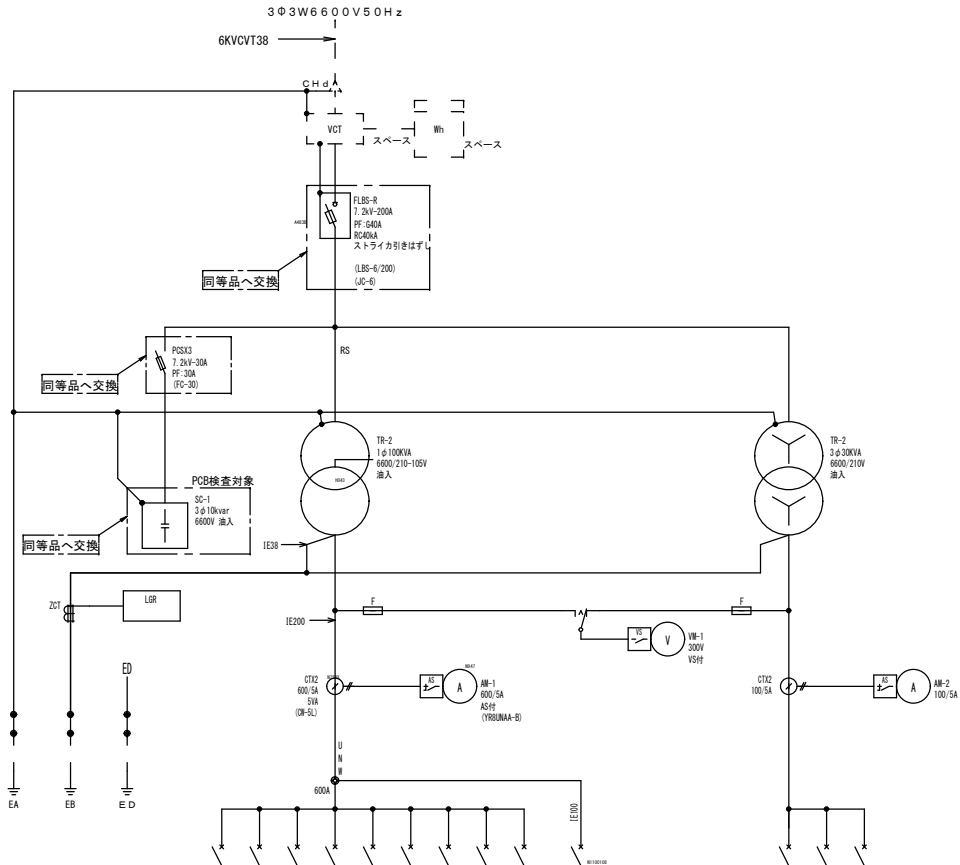 3Φ3W6600V50Hz
6KVCVT38
CHd
VCT
スペース
Wh
スペース
FLBS-R
7.2kV-200A
PF:G40A
RC40kA
ストライカ引きはずし
(LBS-6/200)
(JC-6)
同等品へ交換
RS
PCSX3
7.2kV-30A
PF:30A
(FC-30)
同等品へ交換
TR-2
1φ100KVA
6600/210-105V
油入
TR-2
3φ30KVA
6600/210V
油入
PCB検査対象
SC-1
3φ10kvar
6600V 油入
同等品へ交換
IE38
ZCT
LGR
IE200
F
F
VS
V
VM-1
300V
VS付
ED
CTX2
600/5A
5VA
(CW-5L)
AS
A
AM-1
600/5A
AS付
(YR8UNAA-B)
CTX2
100/5A
AS
A
AM-2
100/5A
U
N
W
600A
IE100
EA
EB
ED